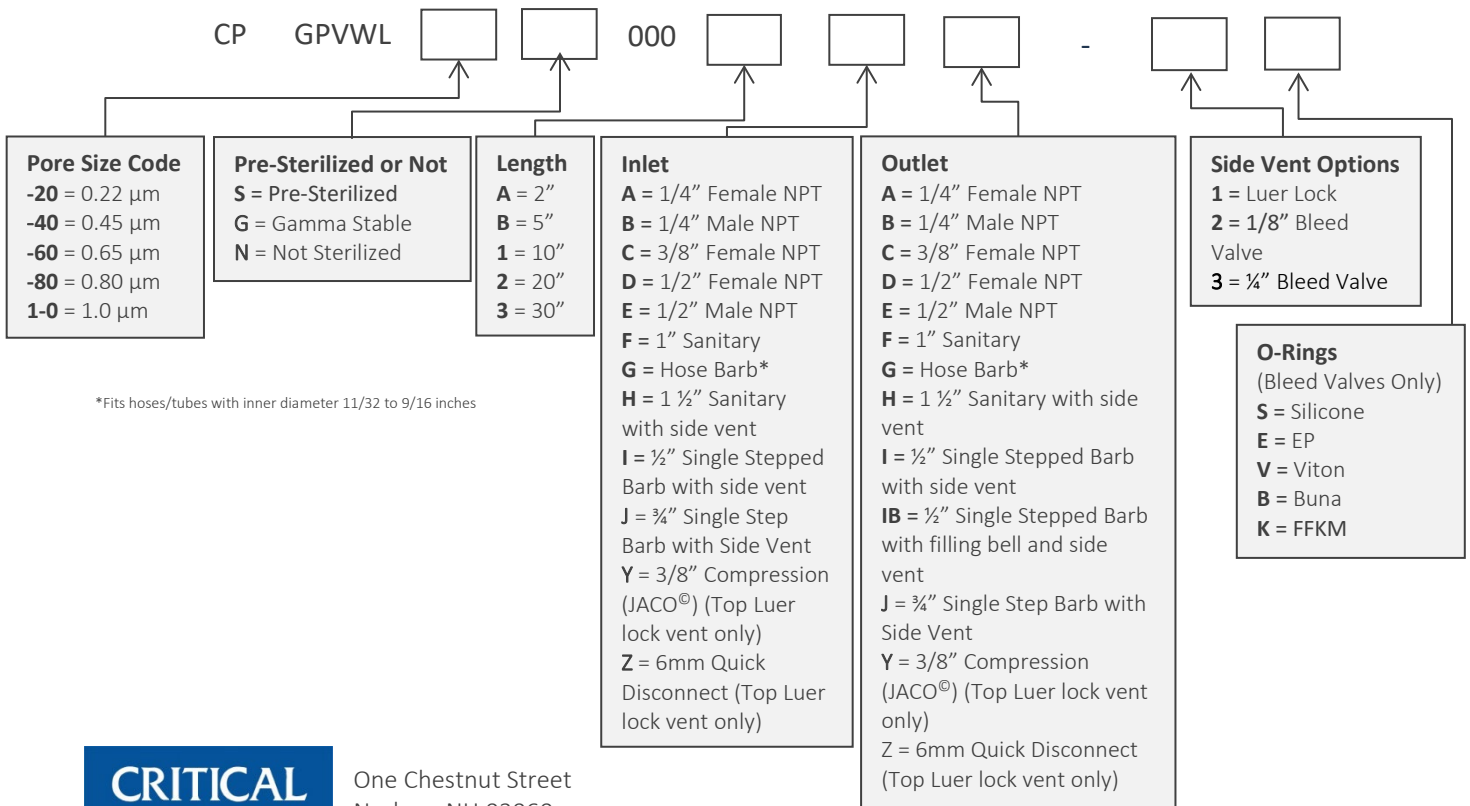 CP GPVWL 000 -
Pore Size Code
-20 = 0.22 µm
-40 = 0.45 µm
-60 = 0.65 µm
-80 = 0.80 µm
1-0 = 1.0 µm
Pre-Sterilized or Not
S = Pre-Sterilized
G = Gamma Stable
N = Not Sterilized
Length
A = 2”
B = 5”
1 = 10”
2 = 20”
3 = 30”
Inlet
A = 1/4” Female NPT
B = 1/4” Male NPT
C = 3/8” Female NPT
D = 1/2” Female NPT
E = 1/2” Male NPT
F = 1” Sanitary
G = Hose Barb*
H = 1 ½” Sanitary
with side vent
I = ½” Single Stepped
Barb with side vent
J = ¾” Single Step
Barb with Side Vent
Y = 3/8” Compression
(JACO©) (Top Luer
lock vent only)
Z = 6mm Quick
Disconnect (Top Luer
lock vent only)
Outlet
A = 1/4” Female NPT
B = 1/4” Male NPT
C = 3/8” Female NPT
D = 1/2” Female NPT
E = 1/2” Male NPT
F = 1” Sanitary
G = Hose Barb*
H = 1 ½” Sanitary with side
vent
I = ½” Single Stepped Barb
with side vent
IB = ½” Single Stepped Barb
with filling bell and side
vent
J = ¾” Single Step Barb with
Side Vent
Y = 3/8” Compression
(JACO©) (Top Luer lock vent
only)
Z = 6mm Quick Disconnect
(Top Luer lock vent only)
Side Vent Options
1 = Luer Lock
2 = 1/8” Bleed
Valve
3 = ¼” Bleed Valve
O-Rings
(Bleed Valves Only)
S = Silicone
E = EP
V = Viton
B = Buna
K = FFKM
*Fits hoses/tubes with inner diameter 11/32 to 9/16 inches
CRITICAL
One Chestnut Street